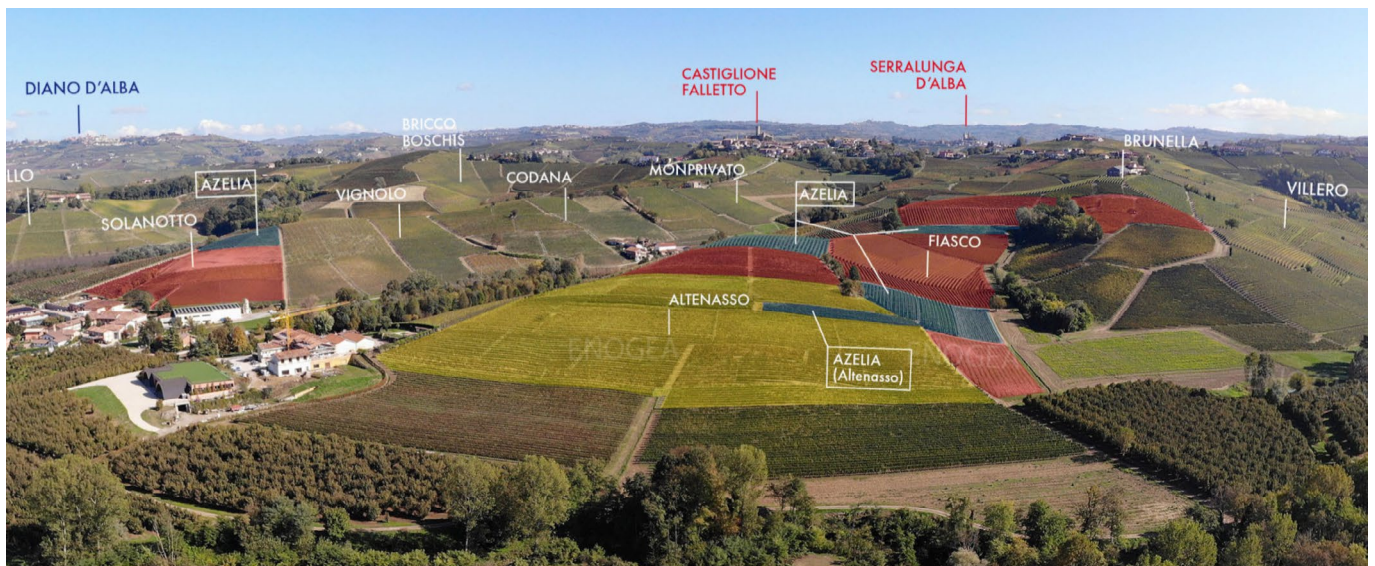 DIANO D'ALBA
CASTIGLIONE
FALLETTO
SERRALUNGA
D'ALBA
BRICCO
BOSCHIS
BRUNELLA
LLO
AZELIA
SOLANOTTO
VIGNOLO
CODANA
MONPRIVATO
AZELIA
VILLERO
FIASCO
ALTENASSO
ENOGEA
ENOGEA
AZELIA
(Altenasso)